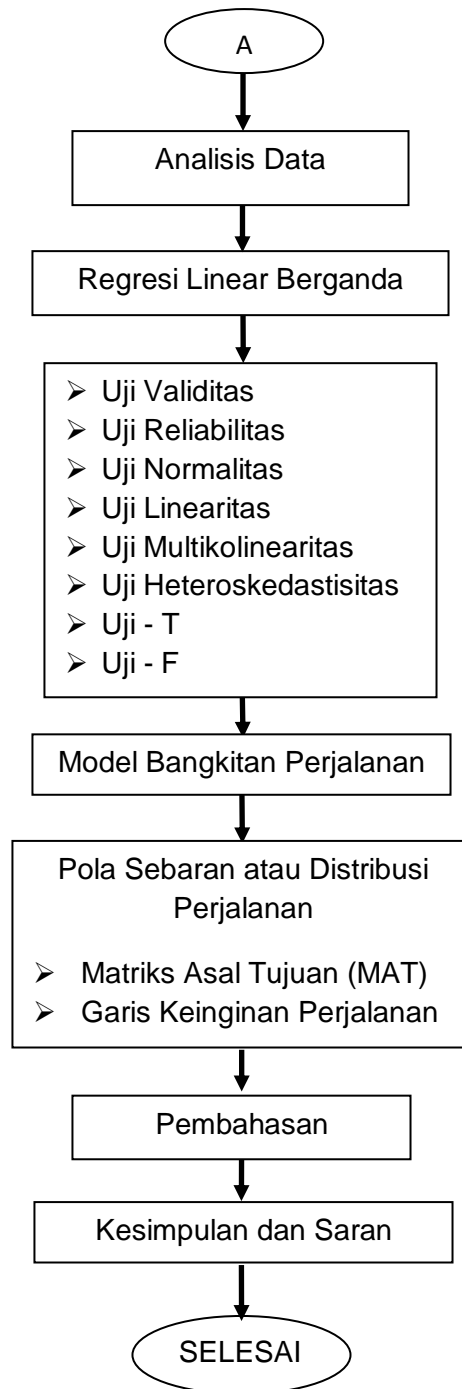 A
Analisis Data
Regresi Linear Berganda
➢ Uji Validitas
➢ Uji Reliabilitas
➢ Uji Normalitas
➢ Uji Linearitas
➢ Uji Multikolinearitas
➢ Uji Heteroskedastisitas
➢ Uji - T
➢ Uji - F
Model Bangkitan Perjalanan
Pola Sebaran atau Distribusi
Perjalanan
➢ Matriks Asal Tujuan (MAT)
➢ Garis Keinginan Perjalanan
Pembahasan
Kesimpulan dan Saran
SELESAI